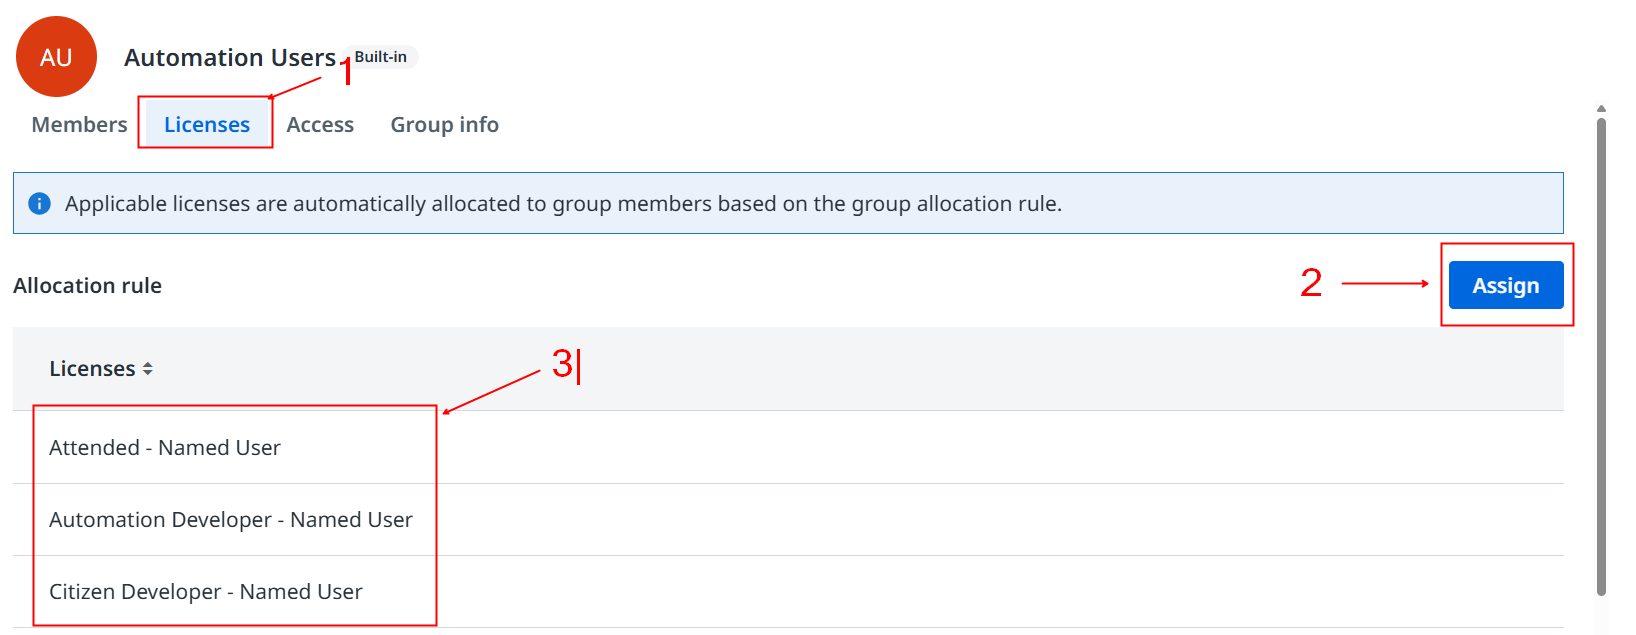 AU
Automation Users
Built-in
1
Members
Licenses
Access
Group info
Applicable licenses are automatically allocated to group members based on the group allocation rule.
Allocation rule
2
Assign
Licenses
3
Attended - Named User
Automation Developer - Named User
Citizen Developer - Named User